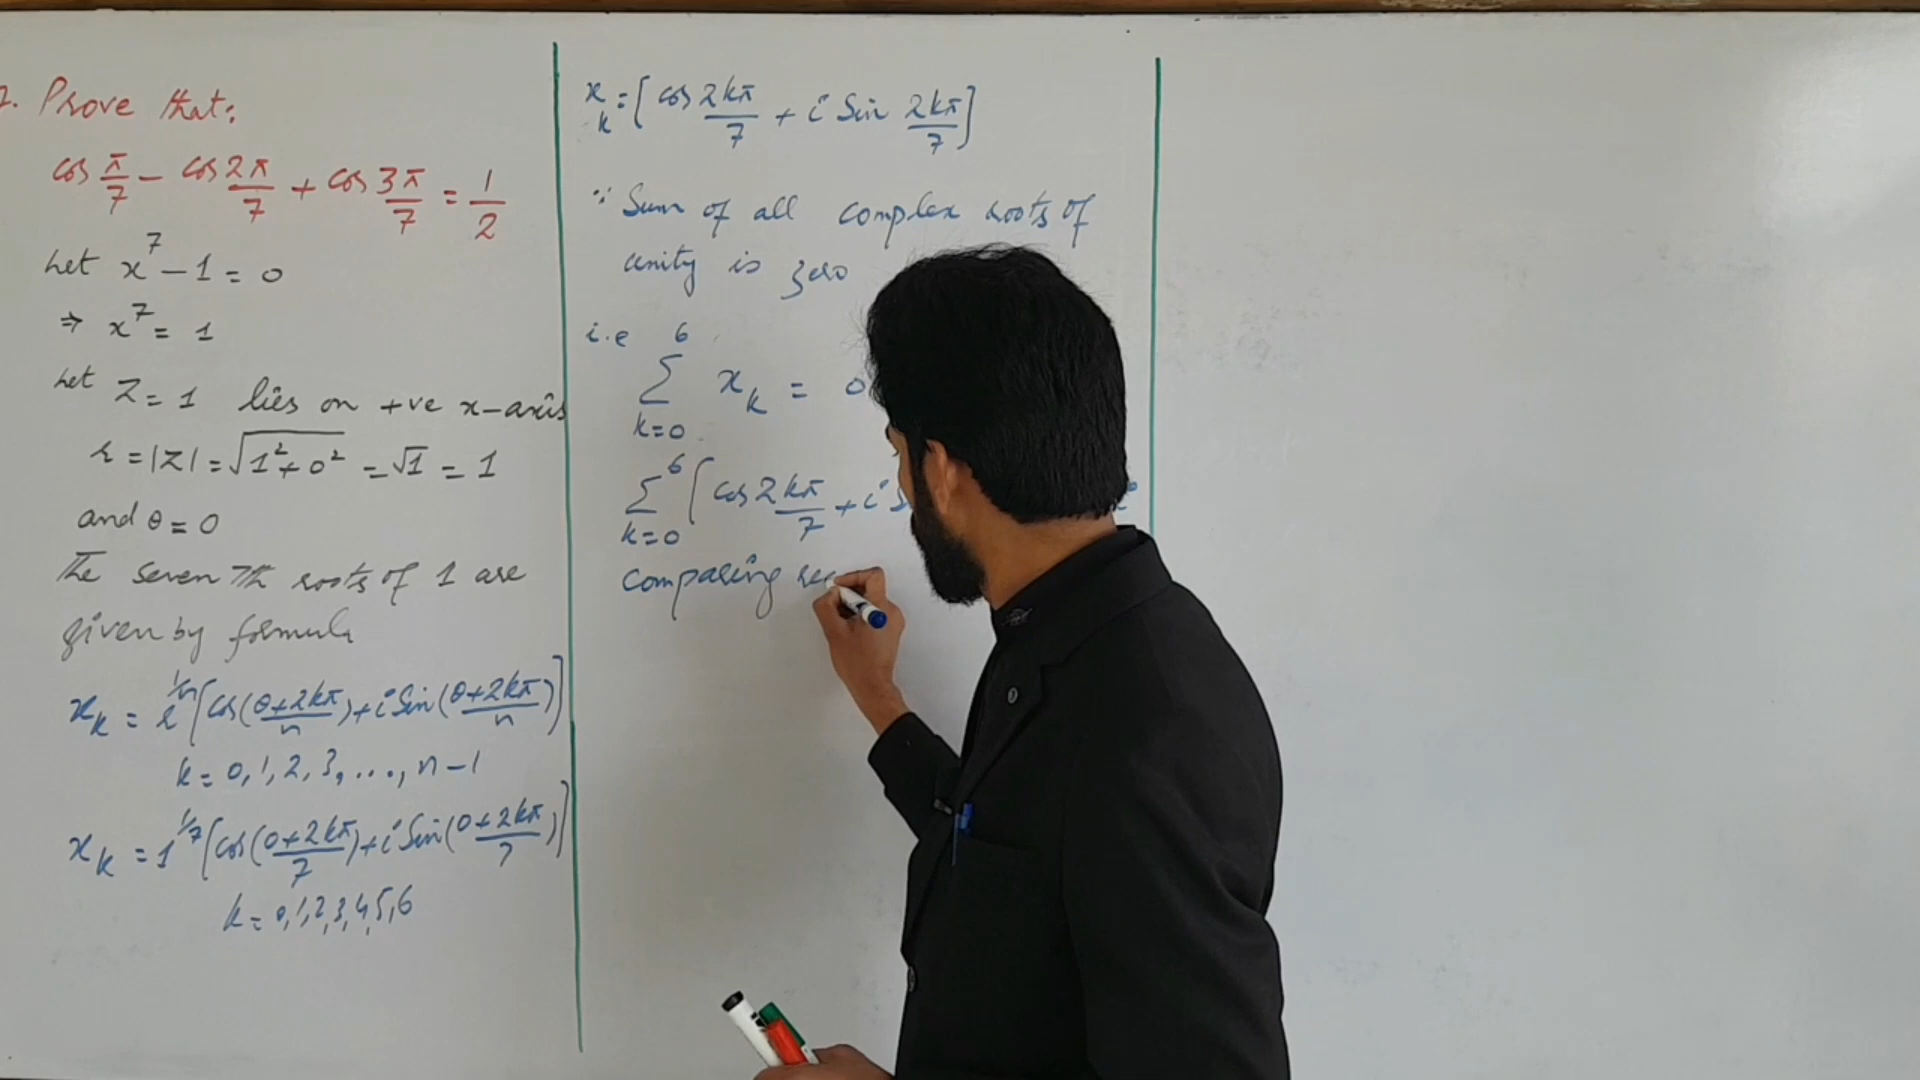 Prove that:
cos π/7 - cos 2π/7 + cos 3π/7 = 1/2
Let x^7 - 1 = 0
⇒ x^7 = 1
Let Z = 1 lies on +ve x-axis
r = |Z| = √(1² + 0²) = √1 = 1
and θ = 0
The seven 7th roots of 1 are
given by formula
x_k = r^(1/n) [cos((θ+2kπ)/n) + i Sin((θ+2kπ)/n)]
k = 0, 1, 2, 3, ..., n-1
x_k = 1^(1/7) [cos((0+2kπ)/7) + i Sin((0+2kπ)/7)]
k = 0,1,2,3,4,5,6
x_k = [cos 2kπ/7 + i Sin 2kπ/7]
∵ Sum of all complex roots of
unity is zero
i.e
∑_{k=0}^{6} x_k = 0
∑_{k=0}^{6} [cos 2kπ/7 + i S
comparing